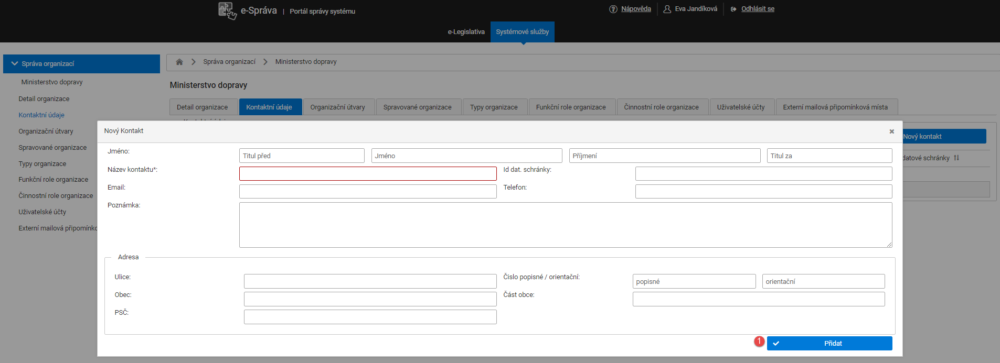 e-Správa | Portál správy systému
Nápověda
Eva Jandíková
Odhlásit se
e-Legislativa
Systémové služby
Správa organizací
Ministerstvo dopravy
Detail organizace
Kontaktní údaje
Organizační útvary
Spravované organizace
Typy organizace
Funkční role organizace
Činnostní role organizace
Uživatelské účty
Externí mailová připomínko
Správa organizací
Ministerstvo dopravy
Ministerstvo dopravy
Detail organizace
Kontaktní údaje
Organizační útvary
Spravované organizace
Typy organizace
Funkční role organizace
Činnostní role organizace
Uživatelské účty
Externí mailová připomínková místa
Nový kontakt
datové schránky
Nový Kontakt
Jméno:
Titul před
Jméno
Příjmení
Titul za
Název kontaktu*:
Id dat. schránky:
Email:
Telefon:
Poznámka:
Adresa
Ulice:
Čislo popisné / orientační:
popisné
orientační
Obec:
Část obce:
PSČ:
1
Přidat